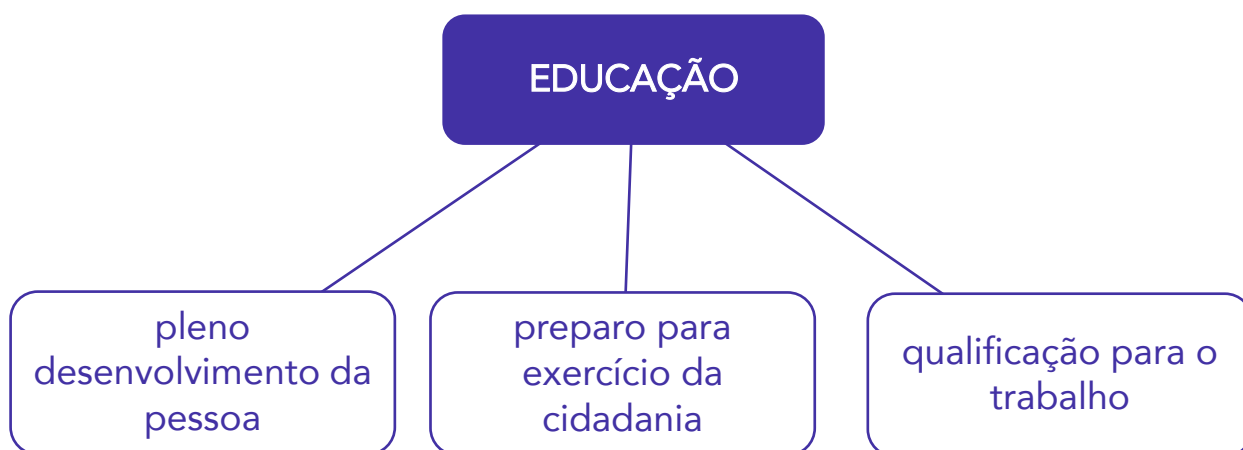 EDUCAÇÃO
pleno
desenvolvimento da
pessoa
preparo para
exercício da
cidadania
qualificação para o
trabalho